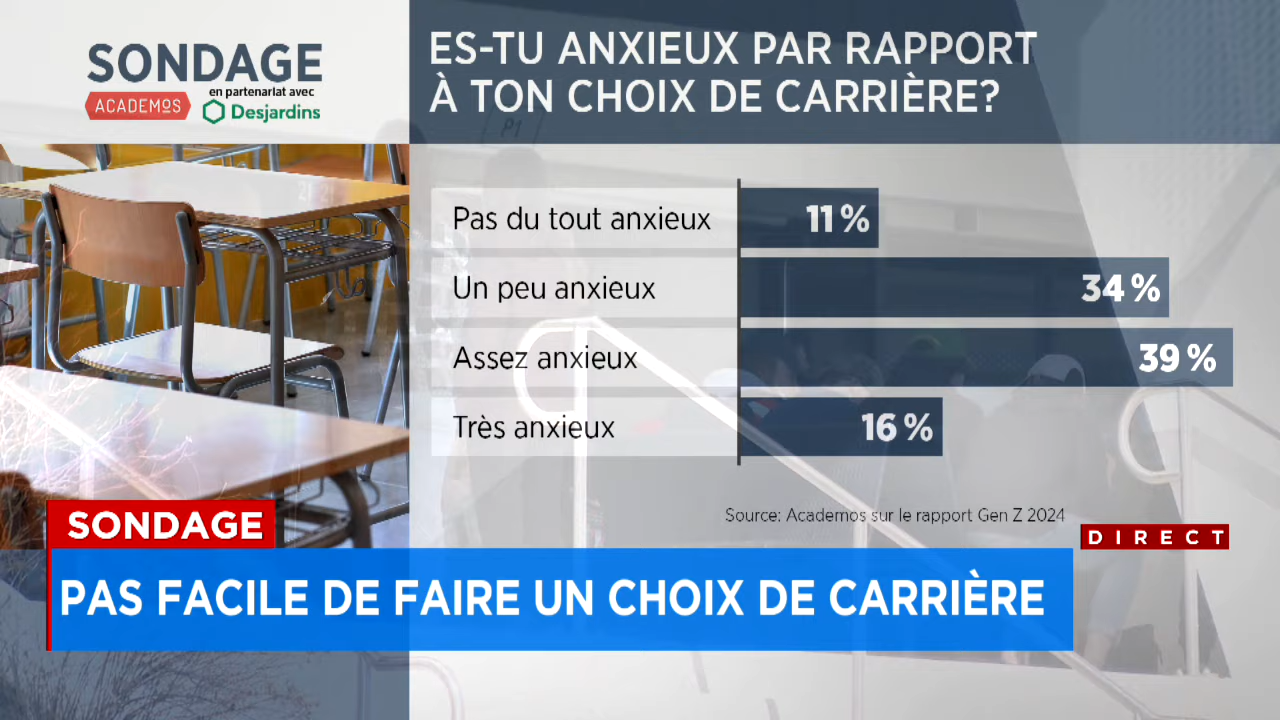 SONDAGE
en partenariat avec
ACADEMOS
Desjardins
ES-TU ANXIEUX PAR RAPPORT
À TON CHOIX DE CARRIÈRE?
P1
Pas du tout anxieux 11 %
Un peu anxieux 34 %
Assez anxieux 39 %
Très anxieux 16 %
Source: Academos sur le rapport Gen Z 2024
SONDAGE
DIRECT
PAS FACILE DE FAIRE UN CHOIX DE CARRIÈRE